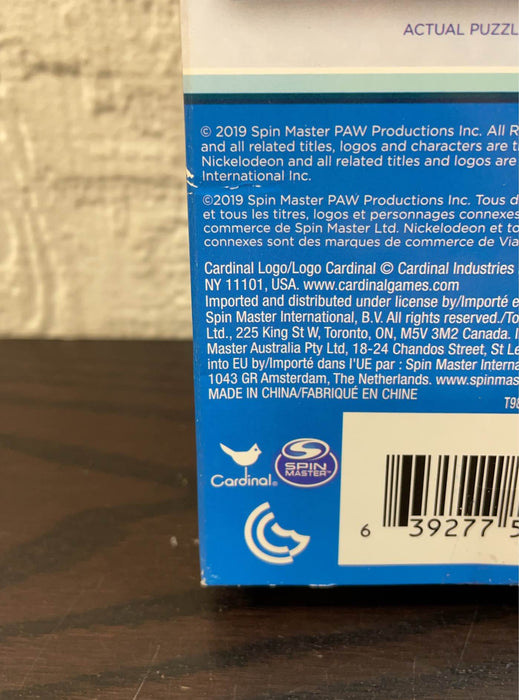 ACTUAL PUZZL
© 2019 Spin Master PAW Productions Inc. All R
and all related titles, logos and characters are t
Nickelodeon and all related titles and logos are
International Inc.
©2019 Spin Master PAW Productions Inc. Tous d
et tous les titres, logos et personnages connexes
commerce de Spin Master Ltd. Nickelodeon et to
connexes sont des marques de commerce de Via
Cardinal Logo/Logo Cardinal © Cardinal Industries
NY 11101, USA. www.cardinalgames.com
Imported and distributed under license by/Importé e
Spin Master International, B.V. All rights reserved./To
Ltd., 225 King St W, Toronto, ON, M5V 3M2 Canada. I
Master Australia Pty Ltd, 18-24 Chandos Street, St Le
into EU by/Importé dans l'UE par : Spin Master Interna
1043 GR Amsterdam, The Netherlands. www.spinmas
MADE IN CHINA/FABRIQUÉ EN CHINE
T98
Cardinal®
SPIN
MASTER™
6 39277 5